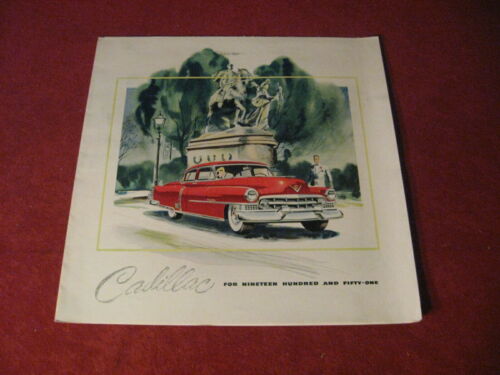 Cadillac FOR NINETEEN HUNDRED AND FIFTY-ONE